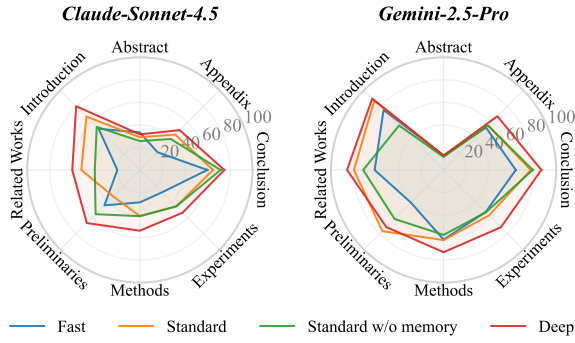 Claude-Sonnet-4.5
Abstract
Appendix
Conclusion
Experiments
Methods
Preliminaries
Related Works
Introduction
20
40
60
80
100
Gemini-2.5-Pro
Abstract
Appendix
Conclusion
Experiments
Methods
Preliminaries
Related Works
Introduction
20
40
60
80
100
Fast
Standard
Standard w/o memory
Deep